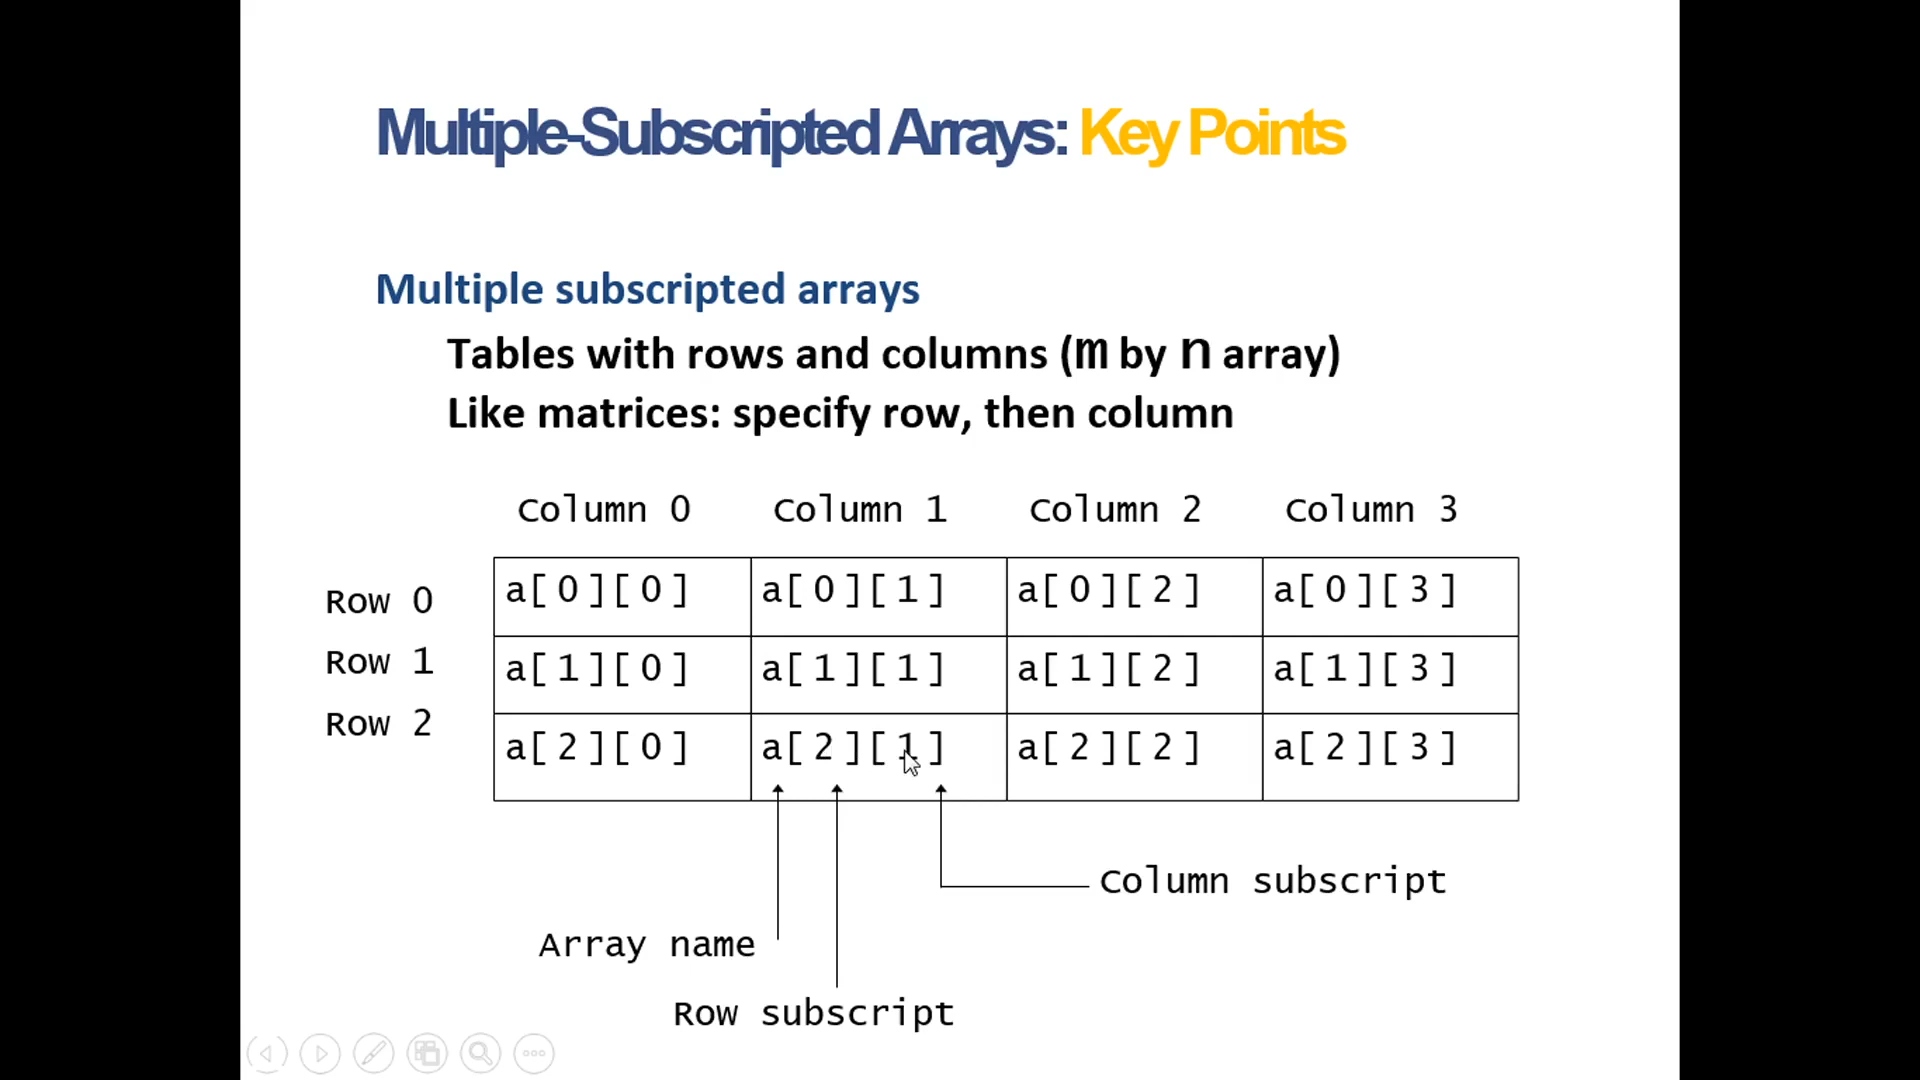 Multiple-Subscripted Arrays: Key Points
Multiple subscripted arrays
Tables with rows and columns (m by n array)
Like matrices: specify row, then column
Column 0 Column 1 Column 2 Column 3
Row 0 a[0][0] a[0][1] a[0][2] a[0][3]
Row 1 a[1][0] a[1][1] a[1][2] a[1][3]
Row 2 a[2][0] a[2][1] a[2][2] a[2][3]
Column subscript
Array name
Row subscript